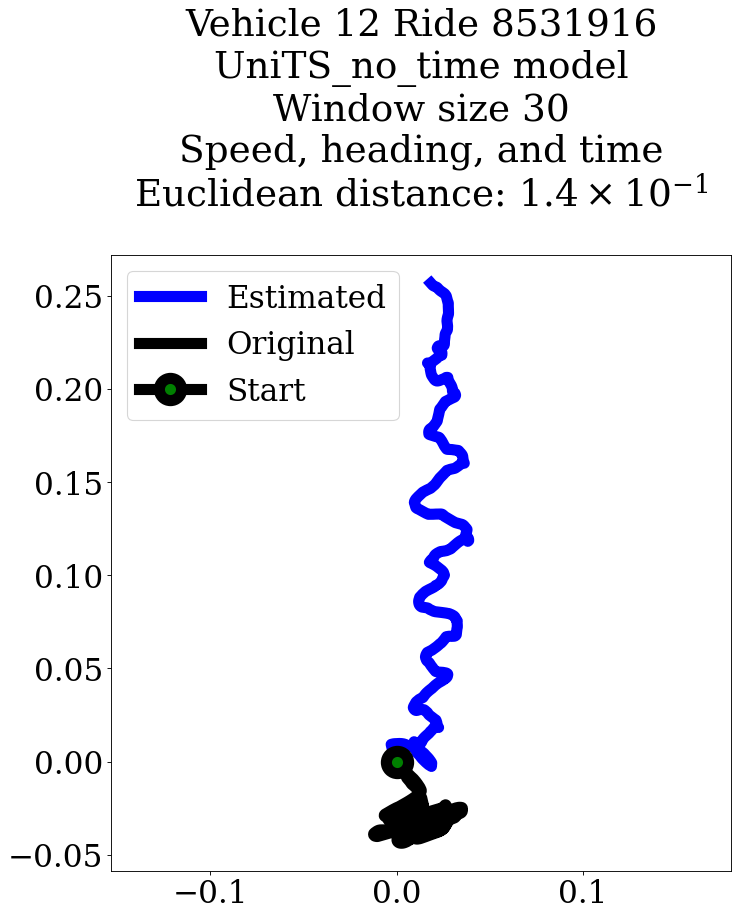 Vehicle 12 Ride 8531916
UniTS_no_time model
Window size 30
Speed, heading, and time
Euclidean distance: 1.4 × 10⁻¹
Estimated
Original
Start
0.25
0.20
0.15
0.10
0.05
0.00
−0.05
−0.1
0.0
0.1